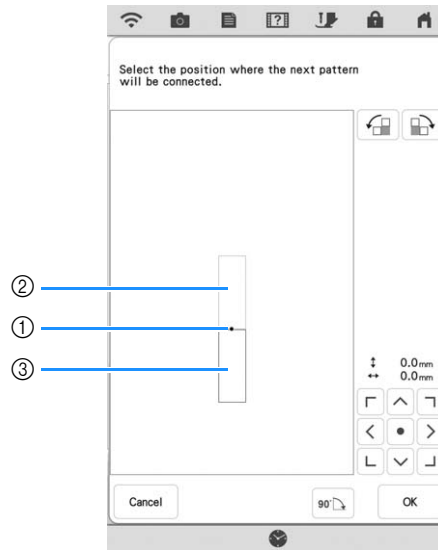 Select the position where the next pattern
will be connected.
②
①
③
0.0mm
0.0mm
Cancel
90°
OK